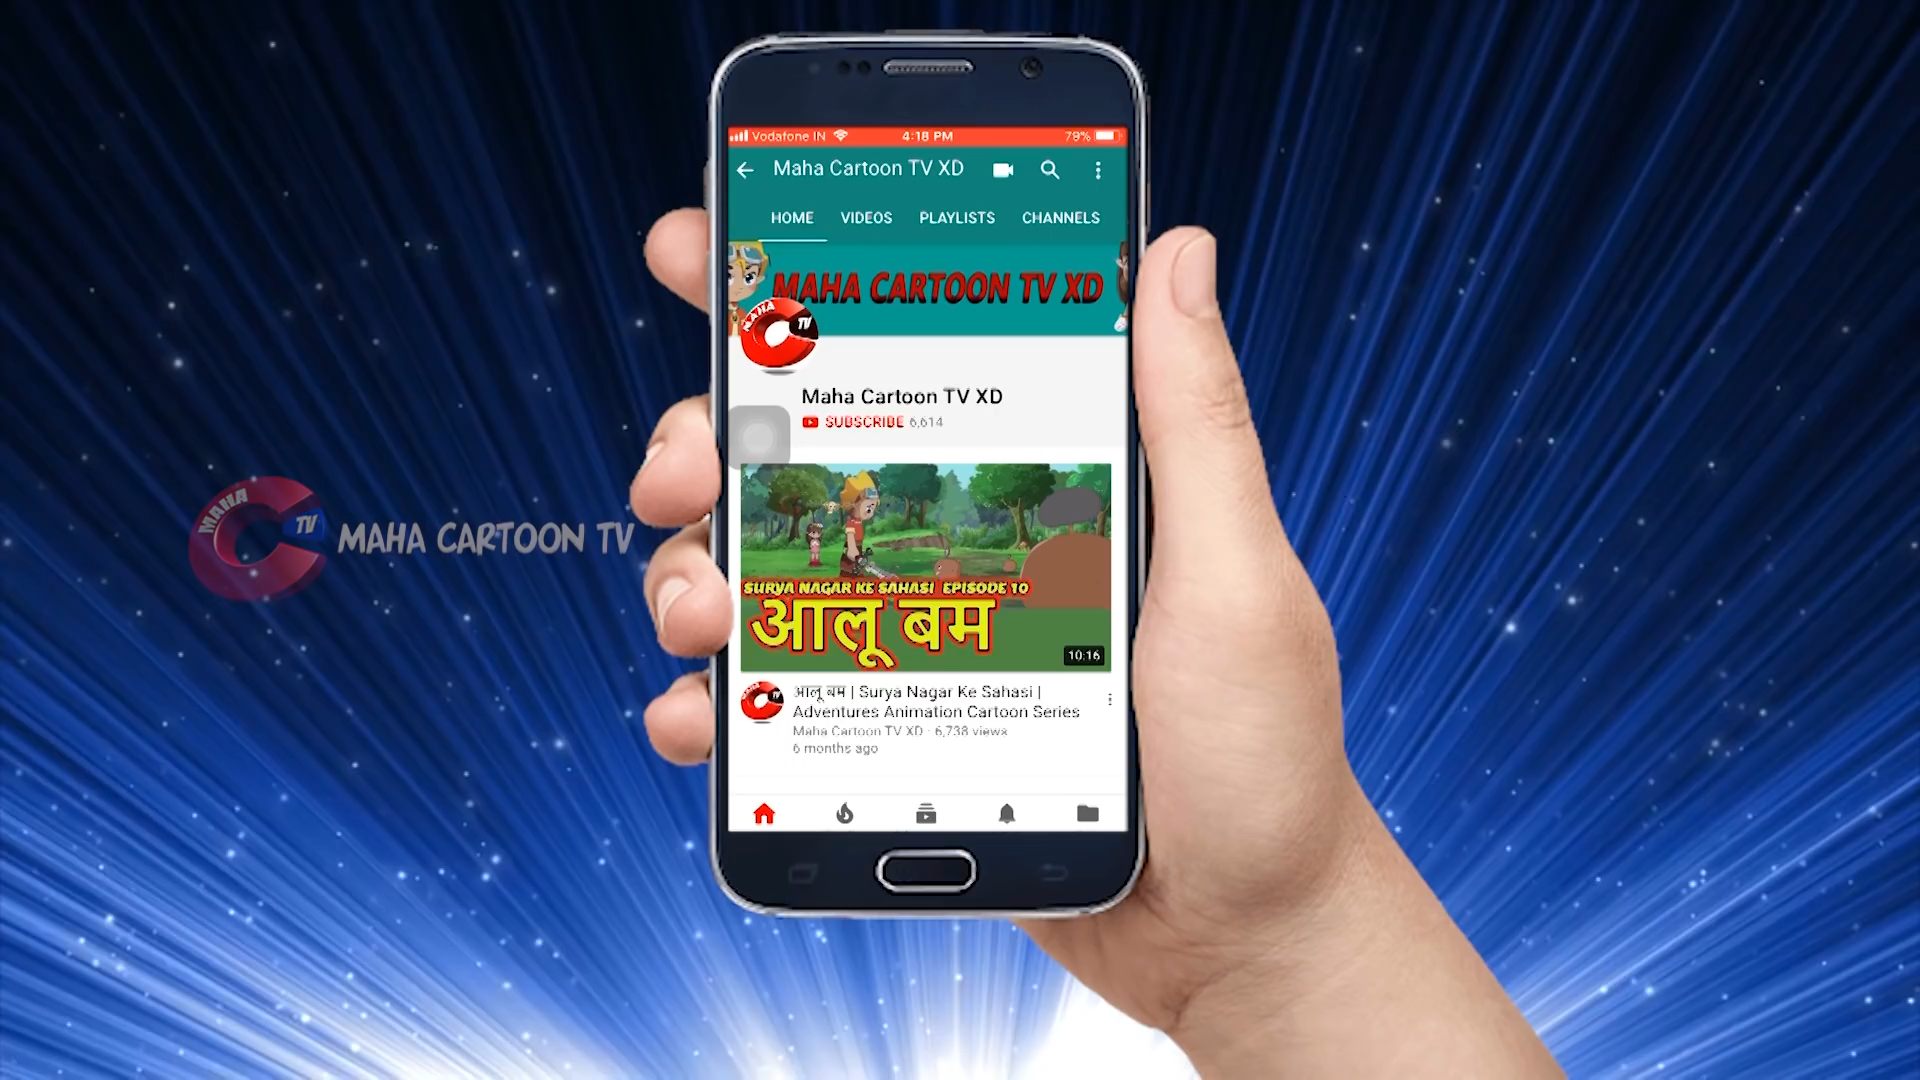 Vodafone IN 4:18 PM 79%
Maha Cartoon TV XD
HOME VIDEOS PLAYLISTS CHANNELS
MAHA CARTOON TV XD
MAHA TV
Maha Cartoon TV XD
SUBSCRIBE 6,614
MAHA TV MAHA CARTOON TV
SURYA NAGAR KE SAHASI EPISODE 10
आलू बम
10:16
आलू बम | Surya Nagar Ke Sahasi |
Adventures Animation Cartoon Series
Maha Cartoon TV XD · 6,738 views
6 months ago